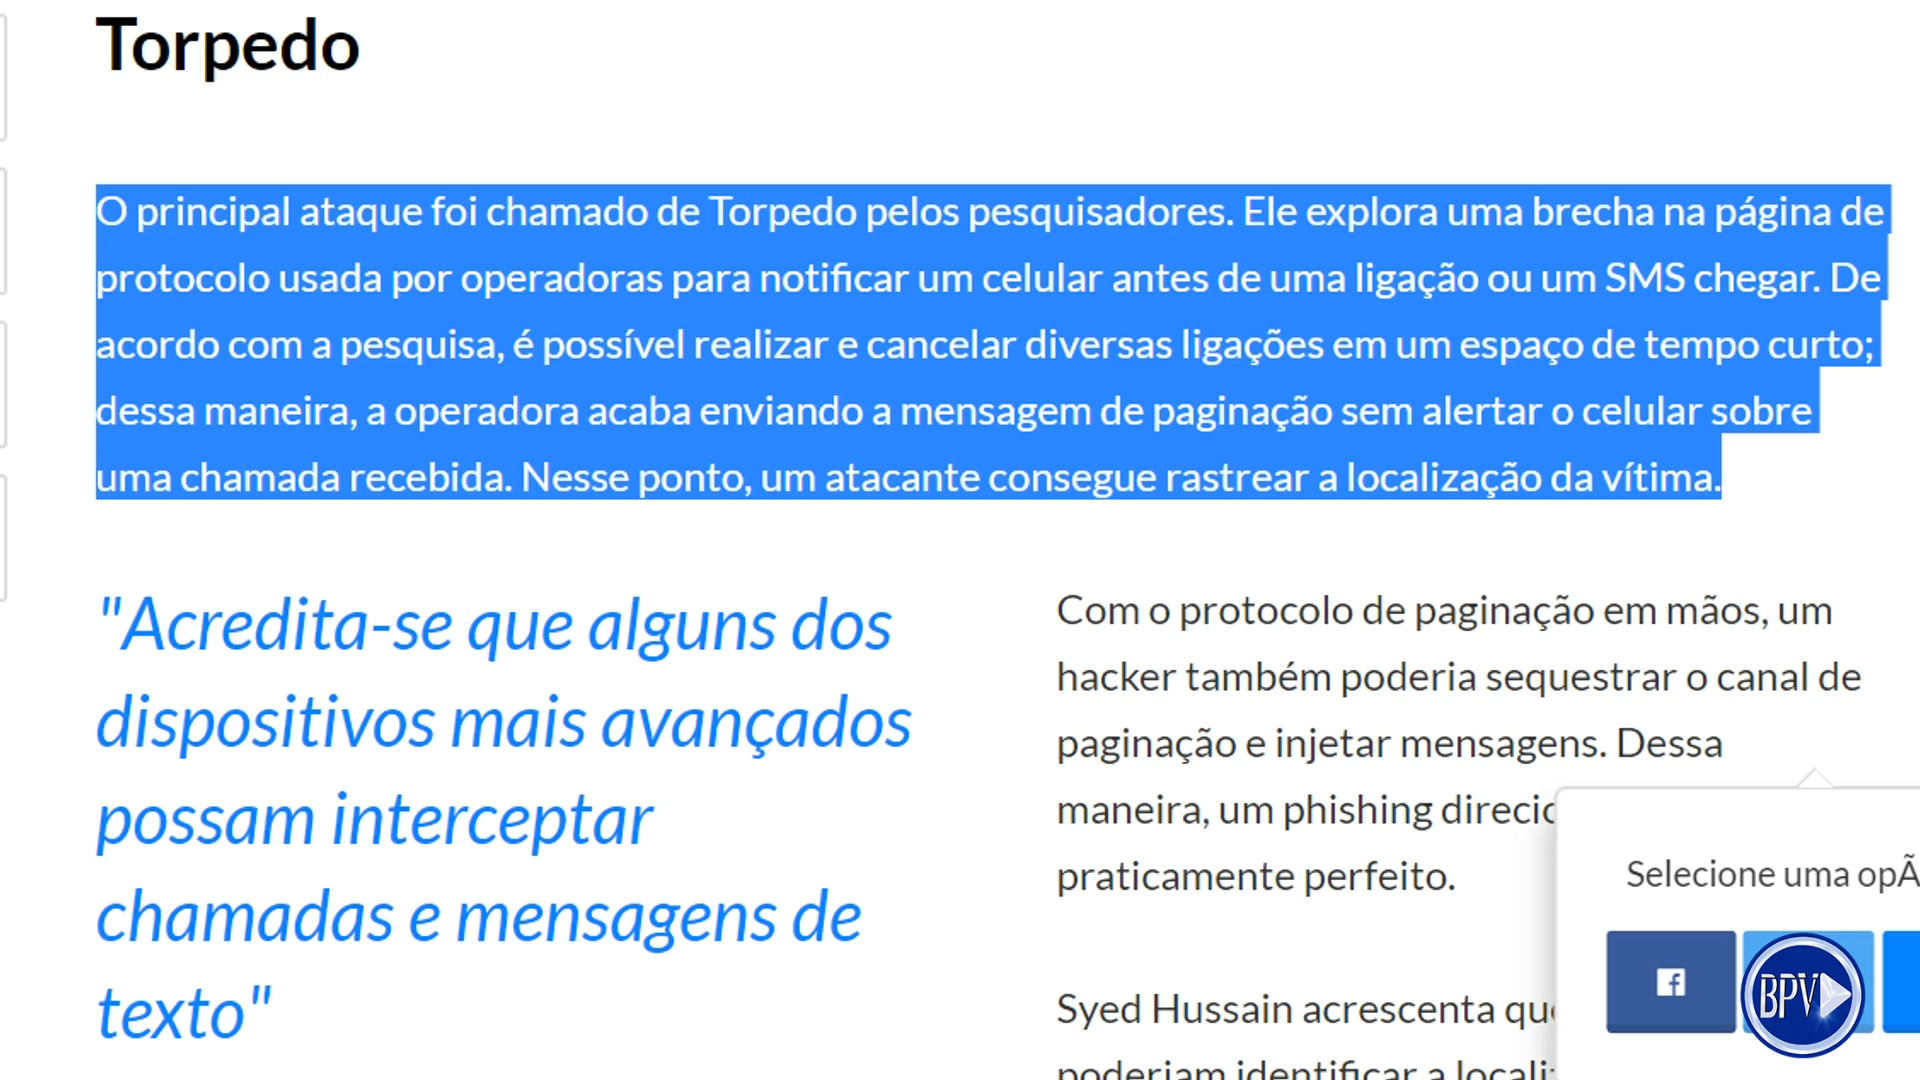 Torpedo
O principal ataque foi chamado de Torpedo pelos pesquisadores. Ele explora uma brecha na página de
protocolo usada por operadoras para notificar um celular antes de uma ligação ou um SMS chegar. De
acordo com a pesquisa, é possível realizar e cancelar diversas ligações em um espaço de tempo curto;
dessa maneira, a operadora acaba enviando a mensagem de paginação sem alertar o celular sobre
uma chamada recebida. Nesse ponto, um atacante consegue rastrear a localização da vítima.
"Acredita-se que alguns dos
dispositivos mais avançados
possam interceptar
chamadas e mensagens de
texto"
Com o protocolo de paginação em mãos, um
hacker também poderia sequestrar o canal de
paginação e injetar mensagens. Dessa
maneira, um phishing
praticamente perfeito.
Syed Hussain acrescenta
poderiam identificar a
Selecione uma
BPV